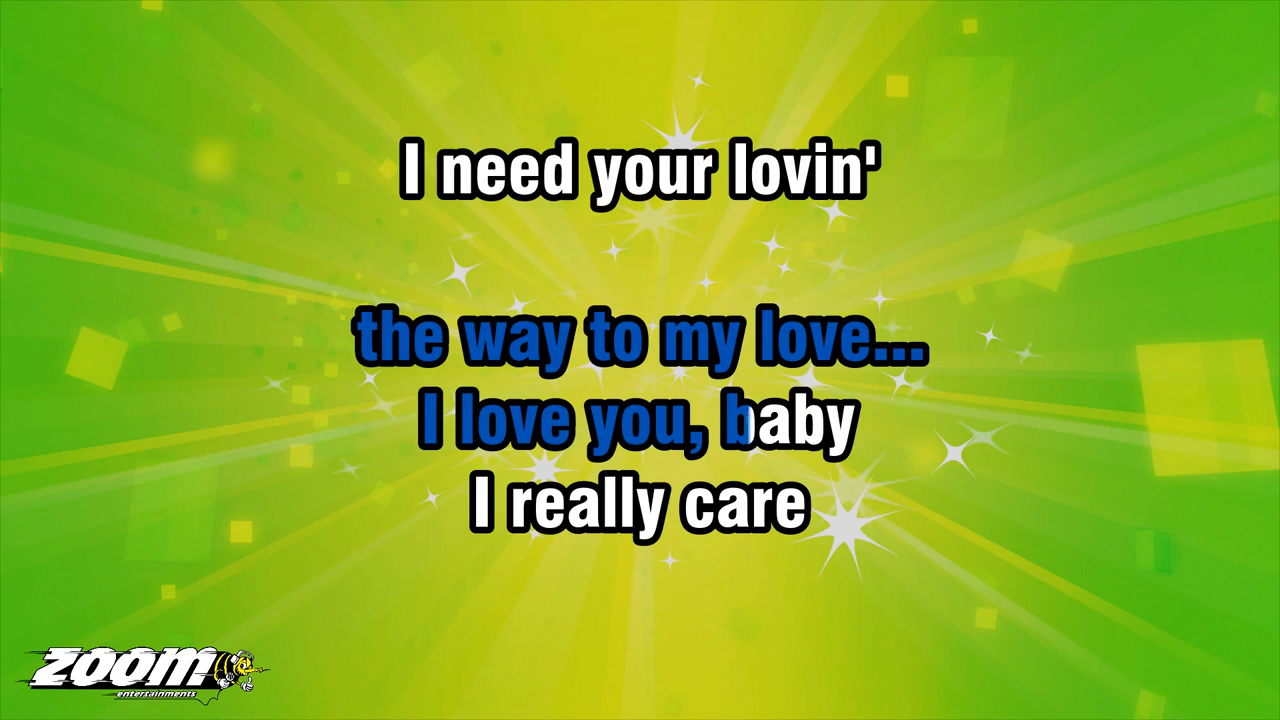 I need your lovin'
the way to my love...
I love you, baby
I really care
zoom
entertainments